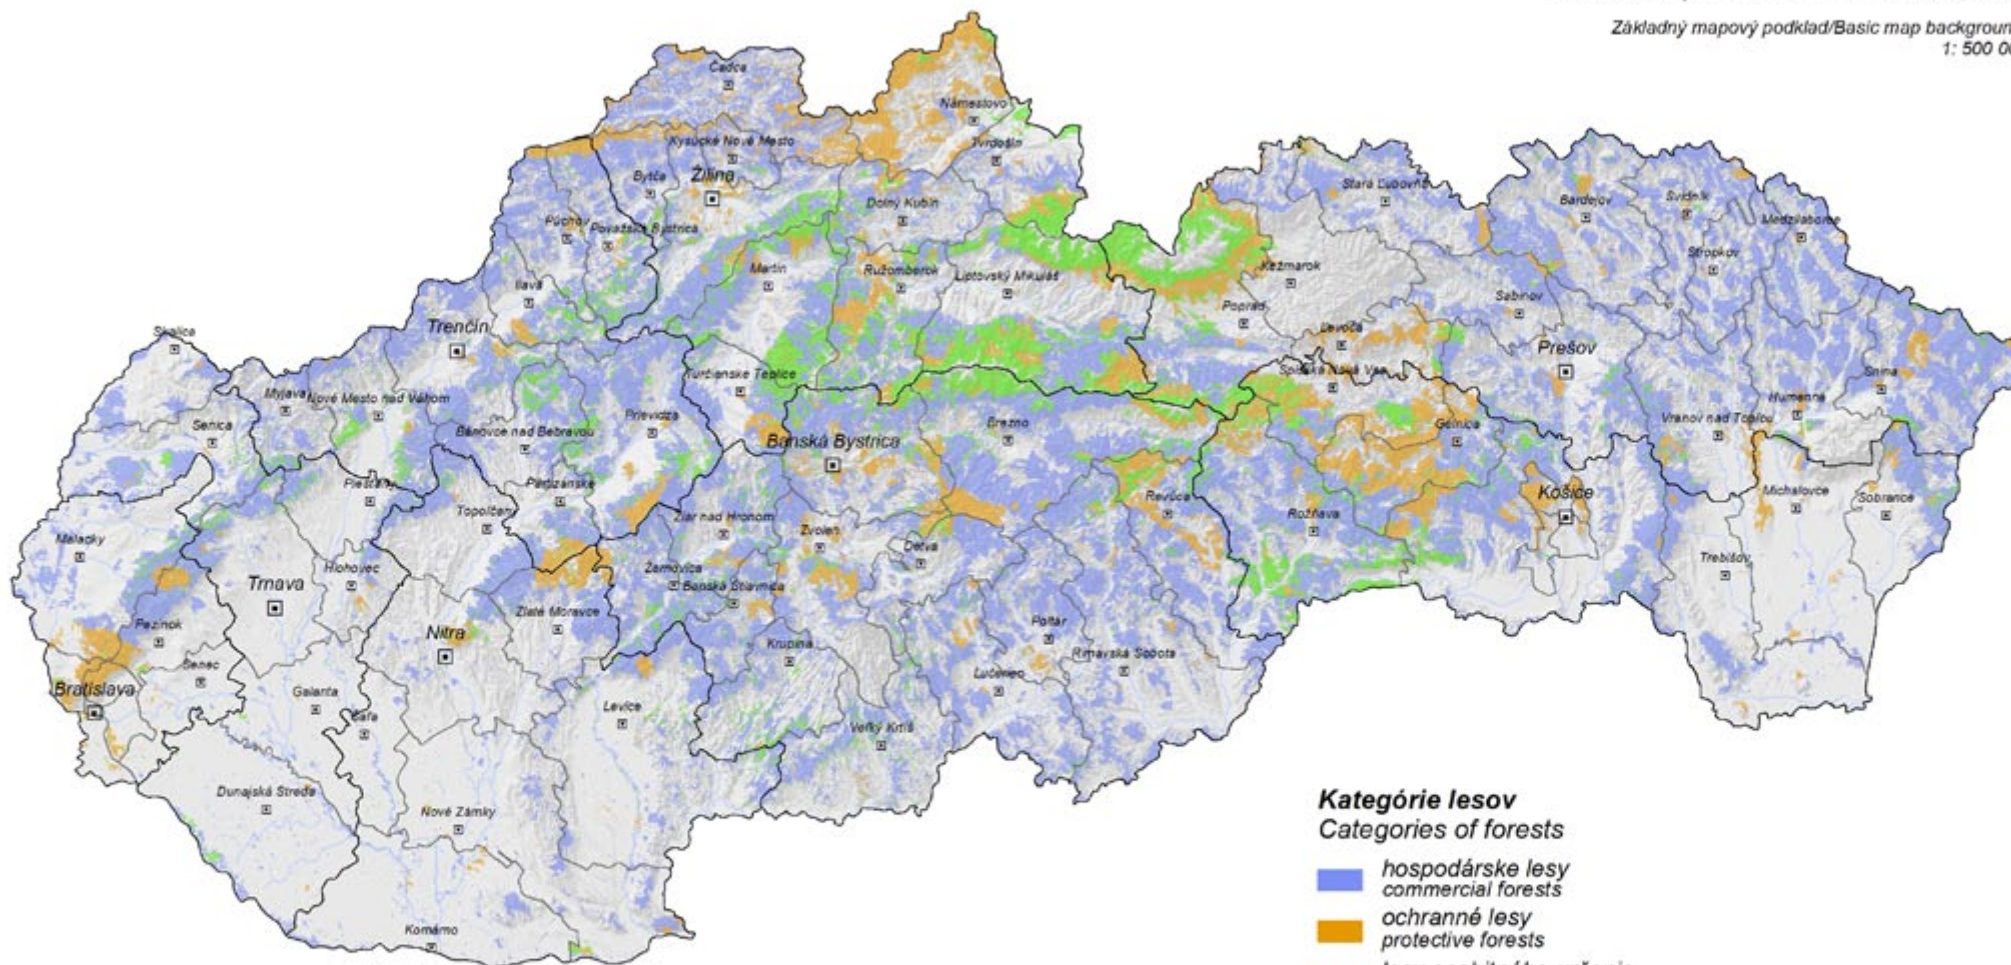 Základný mapový podklad/Basic map background
1: 500 00
Čadca
Námestovo
Kysucké Nové Mesto
Tvrdošín
Bytča
Žilina
Stará Ľubovňa
Bardejov
Svidník
Medzilaborce
Dolný Kubín
Púchov
Považská Bystrica
Stropkov
Martin
Ružomberok
Liptovský Mikuláš
Kežmarok
Ilava
Poprad
Sabinov
Skalica
Trenčín
Levoča
Prešov
Turčianske Teplice
Spišská Nová Ves
Snina
Myjava
Nové Mesto nad Váhom
Humenné
Senica
Prievidza
Brezno
Vranov nad Topľou
Bánovce nad Bebravou
Banská Bystrica
Gelnica
Piešťany
Partizánske
Revúca
Košice
Michalovce
Sobrance
Topoľčany
Žiar nad Hronom
Zvolen
Rožňava
Malacky
Detva
Trebišov
Hlohovec
Trnava
Žarnovica
Banská Štiavnica
Zlaté Moravce
Pezinok
Nitra
Poltár
Krupina
Rimavská Sobota
Senec
Lučenec
Bratislava
Galanta
Šaľa
Levice
Veľký Krtíš
Dunajská Streda
Nové Zámky
Komárno
Kategórie lesov
Categories of forests
hospodárske lesy
commercial forests
ochranné lesy
protective forests